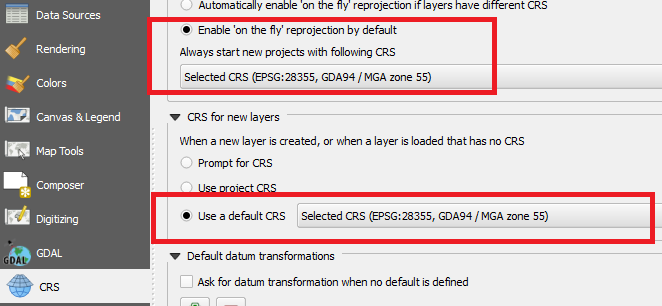 Data Sources
Rendering
Colors
Canvas & Legend
Map Tools
Composer
Digitizing
GDAL
GDAL
CRS
Automatically enable 'on the fly' reprojection if layers have different CRS
Enable 'on the fly' reprojection by default
Always start new projects with following CRS
Selected CRS (EPSG:28355, GDA94 / MGA zone 55)
CRS for new layers
When a new layer is created, or when a layer is loaded that has no CRS
Prompt for CRS
Use project CRS
Use a default CRS
Selected CRS (EPSG:28355, GDA94 / MGA zone 55)
Default datum transformations
Ask for datum transformation when no default is defined